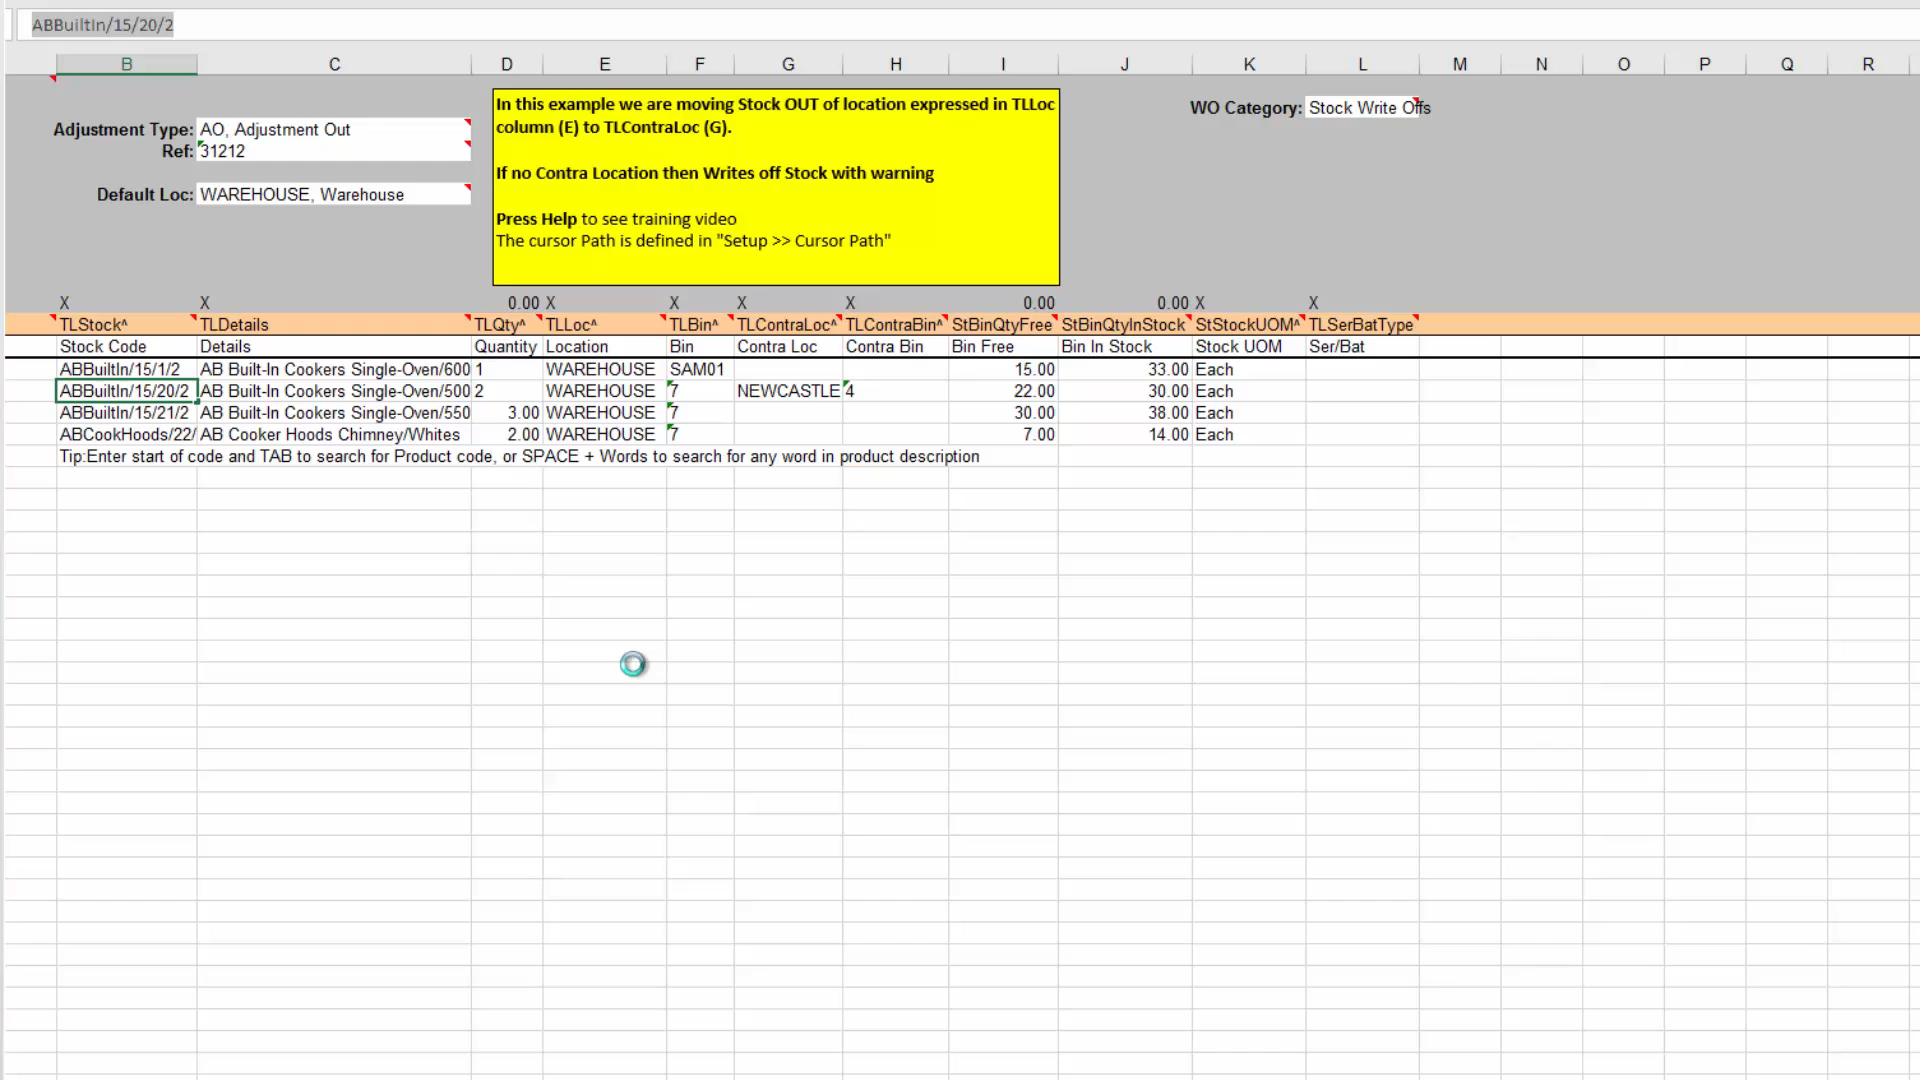 ABBuiltIn/15/20/2
B C D E F G H I J K L M N O P Q R
In this example we are moving Stock OUT of location expressed in TLLoc
column (E) to TLContraLoc (G).
If no Contra Location then Writes off Stock with warning
Press Help to see training video
The cursor Path is defined in "Setup >> Cursor Path"
WO Category: Stock Write Offs
Adjustment Type: AO, Adjustment Out
Ref: 31212
Default Loc: WAREHOUSE, Warehouse
X X 0.00 X X X X 0.00 0.00 X X
TLStock^ TLDetails TLQty^ TLLoc^ TLBin^ TLContraLoc^ TLContraBin^ StBinQtyFree StBinQtyInStock StStockUOM^ TLSerBatType
Stock Code Details Quantity Location Bin Contra Loc Contra Bin Bin Free Bin In Stock Stock UOM Ser/Bat
ABBuiltIn/15/1/2 AB Built-In Cookers Single-Oven/600 1 WAREHOUSE SAM01 15.00 33.00 Each
ABBuiltIn/15/20/2 AB Built-In Cookers Single-Oven/500 2 WAREHOUSE 7 NEWCASTLE 4 22.00 30.00 Each
ABBuiltIn/15/21/2 AB Built-In Cookers Single-Oven/550 3.00 WAREHOUSE 7 30.00 38.00 Each
ABCookHoods/22/ AB Cooker Hoods Chimney/Whites 2.00 WAREHOUSE 7 7.00 14.00 Each
Tip:Enter start of code and TAB to search for Product code, or SPACE + Words to search for any word in product description